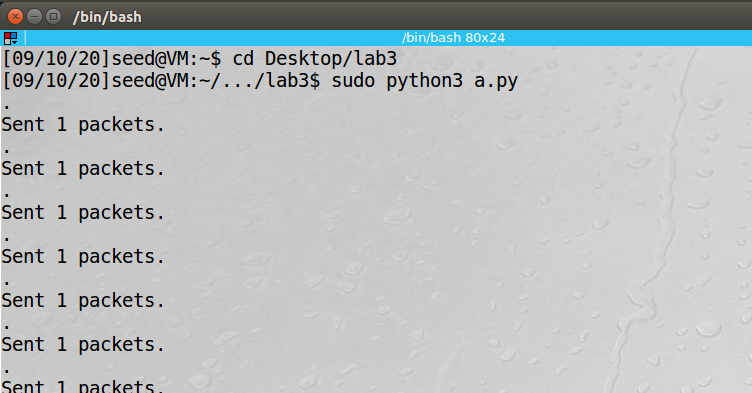 /bin/bash
/bin/bash 80x24
[09/10/20]seed@VM:~$ cd Desktop/lab3
[09/10/20]seed@VM:~/.../lab3$ sudo python3 a.py
.
Sent 1 packets.
.
Sent 1 packets.
.
Sent 1 packets.
.
Sent 1 packets.
.
Sent 1 packets.
.
Sent 1 packets.
.
Sent 1 packets.